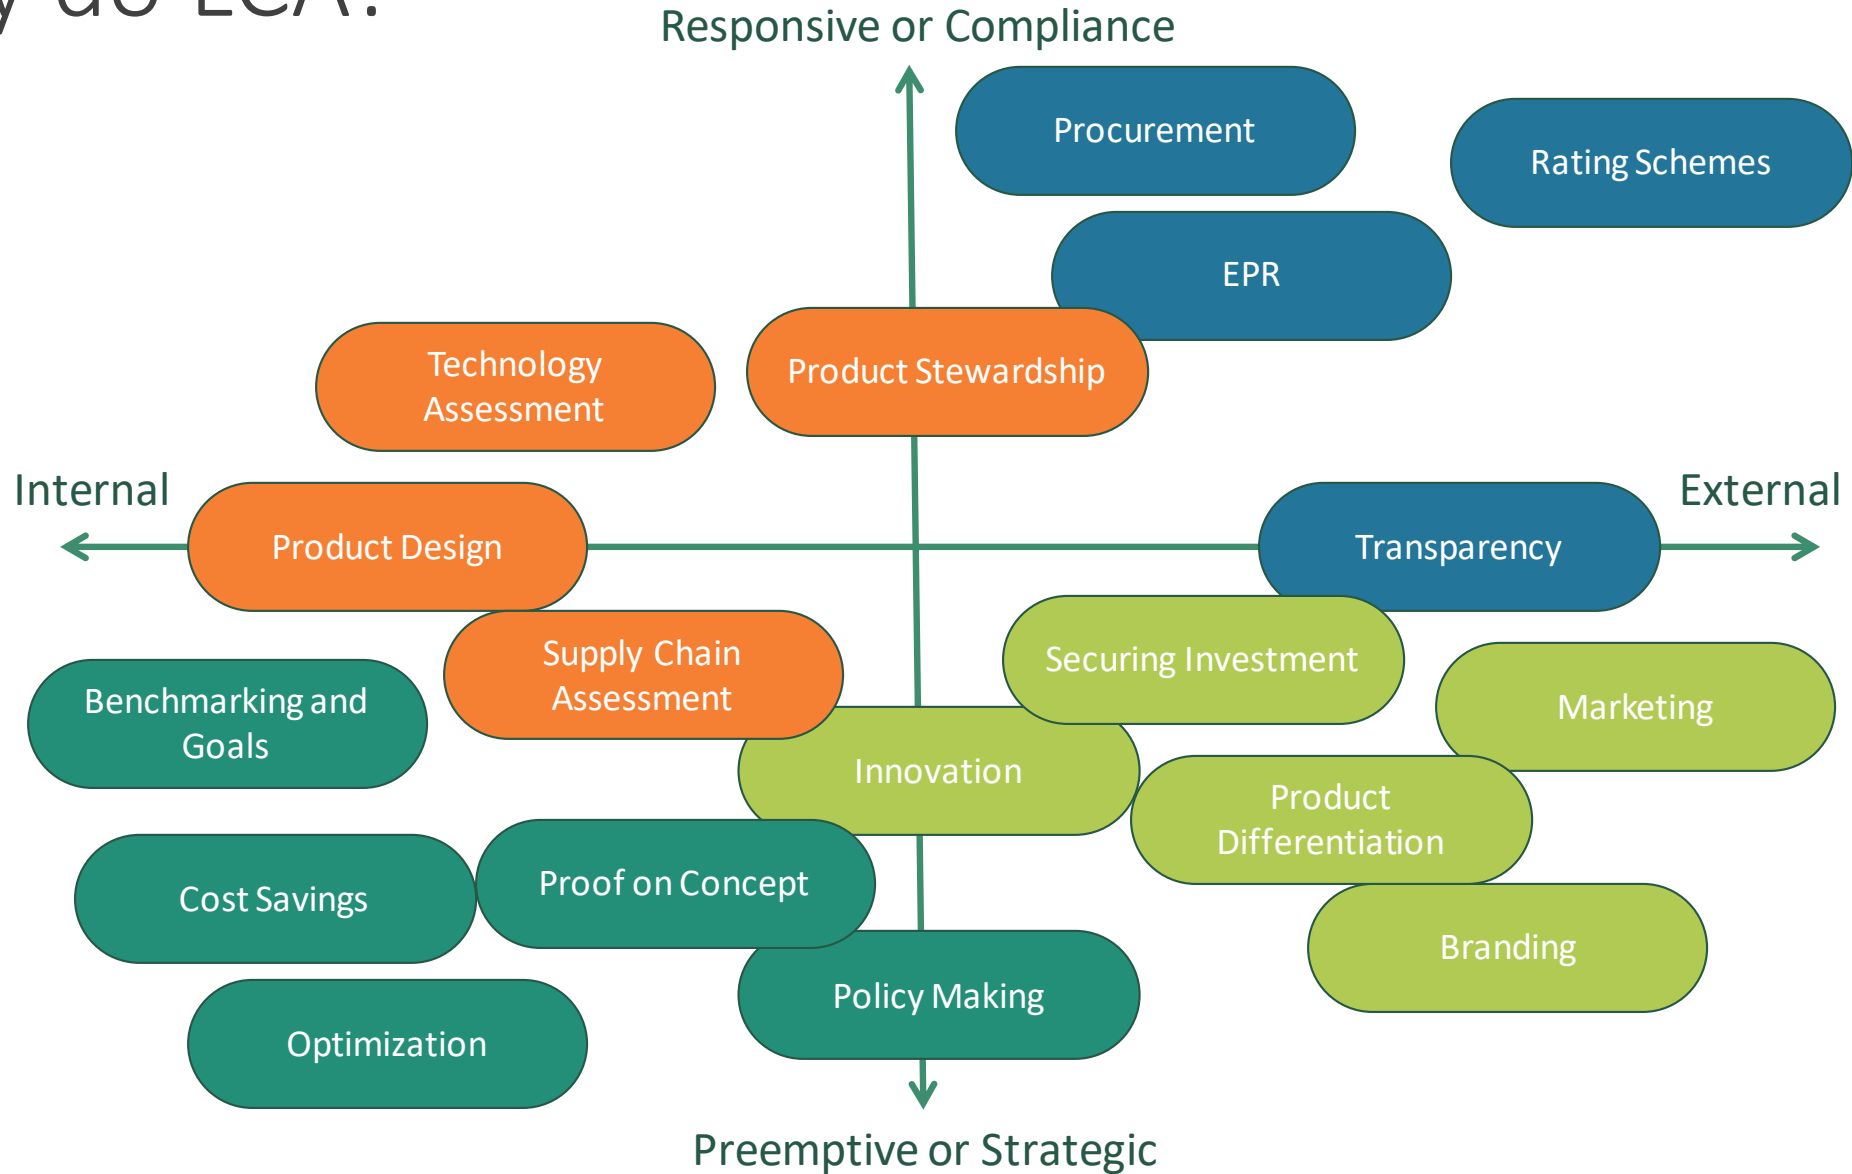 y do LCA?
Responsive or Compliance
Procurement
Rating Schemes
EPR
Technology
Assessment
Product Stewardship
Internal
External
Product Design
Transparency
Supply Chain
Assessment
Securing Investment
Benchmarking and
Goals
Marketing
Innovation
Product
Differentiation
Cost Savings
Proof on Concept
Branding
Policy Making
Optimization
Preemptive or Strategic